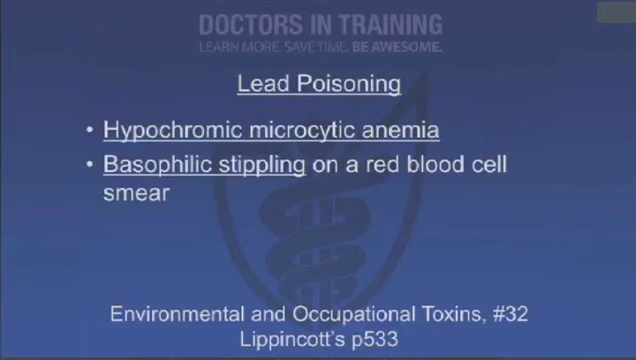 DOCTORS IN TRAINING
LEARN MORE. SAVE TIME. BE AWESOME.
Lead Poisoning
• Hypochromic microcytic anemia
• Basophilic stippling on a red blood cell
smear
Environmental and Occupational Toxins, #32
Lippincott's p533